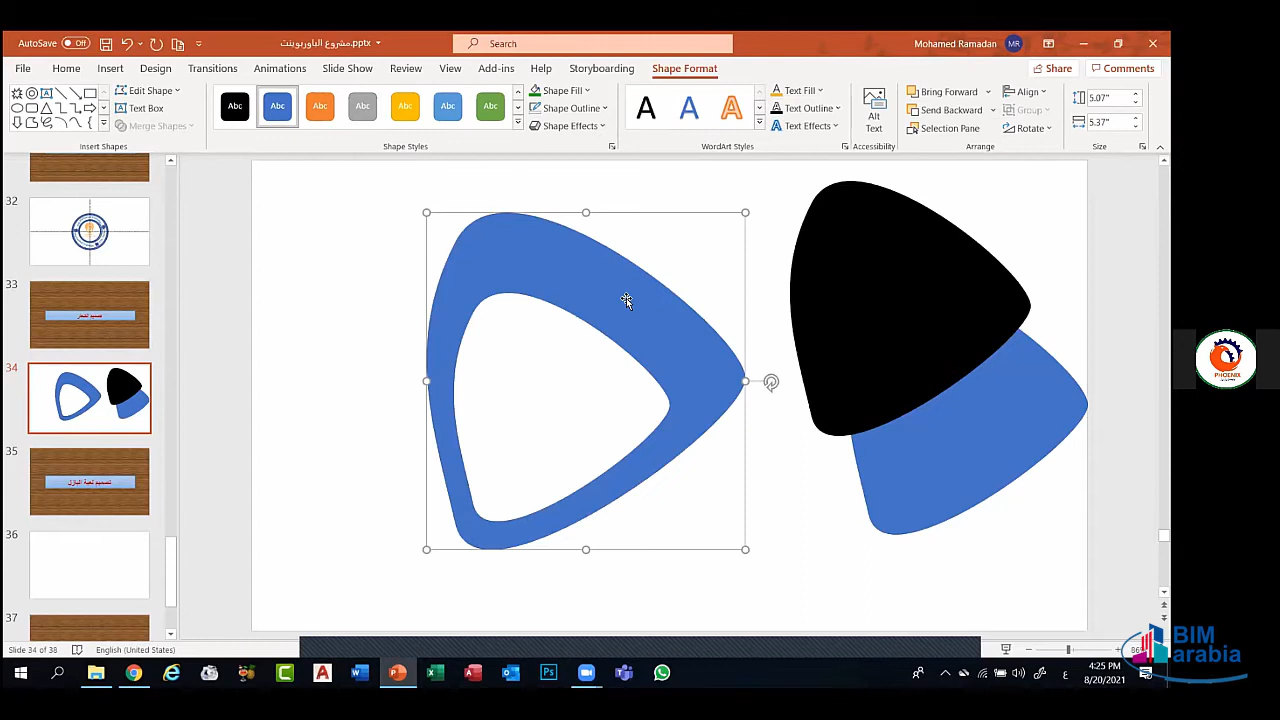 AutoSave Off
مشروع الباوربوينت.pptx
Search
Mohamed Ramadan MR
File Home Insert Design Transitions Animations Slide Show Review View Add-ins Help Storyboarding Shape Format Share Comments
Edit Shape
Text Box
Merge Shapes
Insert Shapes
Abc Abc Abc Abc Abc Abc Abc
Shape Fill
Shape Outline
Shape Effects
Shape Styles
A A A
Text Fill
Text Outline
Text Effects
WordArt Styles
Alt
Text
Accessibility
Bring Forward
Send Backward
Selection Pane
Align
Group
Rotate
Arrange
5.07"
5.37"
Size
32
33
34
35
تصميم لعبة البازل
36
37
PHOENIX
Slide 34 of 38
English (United States)
BIM
arabia
4:25 PM
8/20/2021
ع